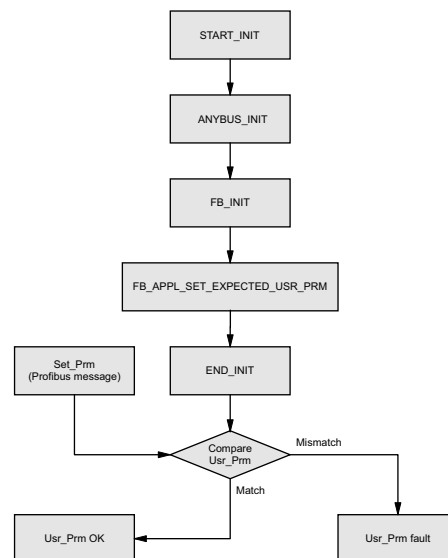 START_INIT
ANYBUS_INIT
FB_INIT
FB_APPL_SET_EXPECTED_USR_PRM
Set_Prm
(Profibus message)
END_INIT
Compare
Usr_Prm
Mismatch
Match
Usr_Prm OK
Usr_Prm fault